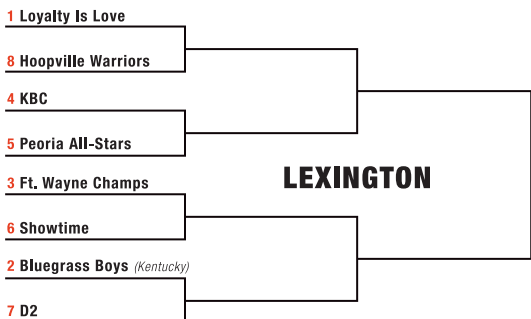 1 Loyalty Is Love
8 Hoopville Warriors
4 KBC
5 Peoria All-Stars
LEXINGTON
3 Ft. Wayne Champs
6 Showtime
2 Bluegrass Boys (Kentucky)
7 D2